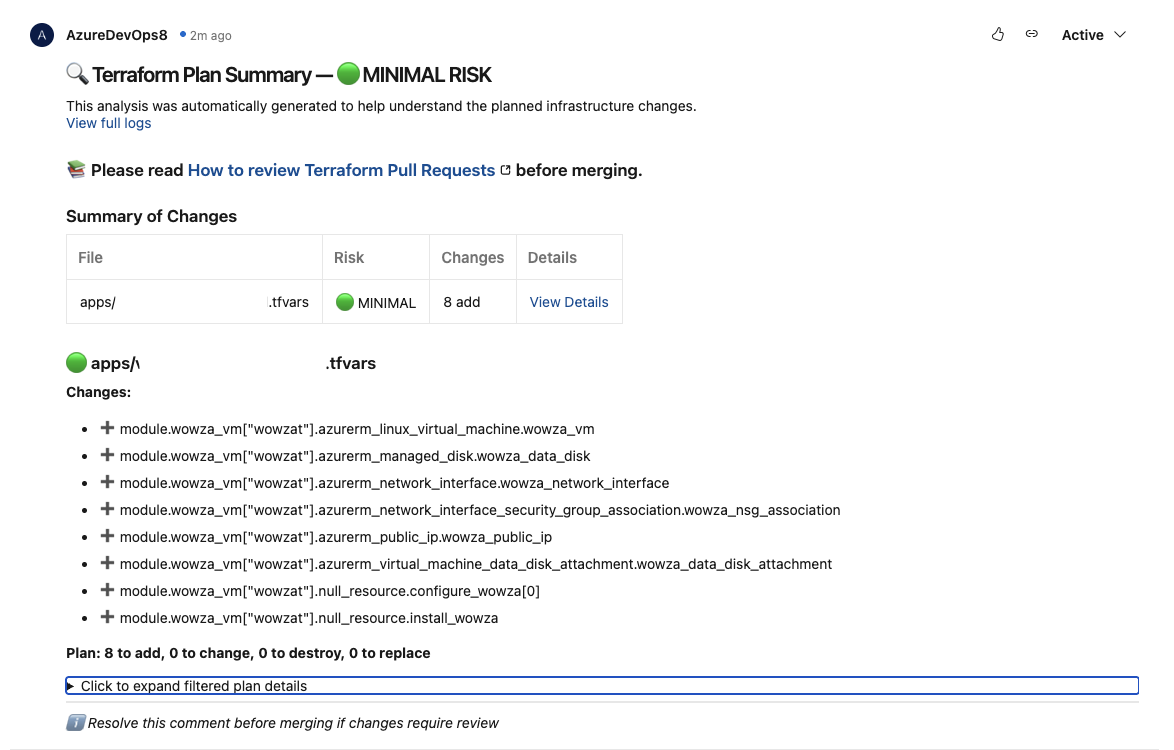 A AzureDevOps8 2m ago Active
🔍 Terraform Plan Summary — 🟢 MINIMAL RISK
This analysis was automatically generated to help understand the planned infrastructure changes.
View full logs
📚 Please read How to review Terraform Pull Requests before merging.
Summary of Changes
File Risk Changes Details
apps/ .tfvars 🟢 MINIMAL 8 add View Details
🟢 apps/ .tfvars
Changes:
• ➕ module.wowza_vm["wowzat"].azurerm_linux_virtual_machine.wowza_vm
• ➕ module.wowza_vm["wowzat"].azurerm_managed_disk.wowza_data_disk
• ➕ module.wowza_vm["wowzat"].azurerm_network_interface.wowza_network_interface
• ➕ module.wowza_vm["wowzat"].azurerm_network_interface_security_group_association.wowza_nsg_association
• ➕ module.wowza_vm["wowzat"].azurerm_public_ip.wowza_public_ip
• ➕ module.wowza_vm["wowzat"].azurerm_virtual_machine_data_disk_attachment.wowza_data_disk_attachment
• ➕ module.wowza_vm["wowzat"].null_resource.configure_wowza[0]
• ➕ module.wowza_vm["wowzat"].null_resource.install_wowza
Plan: 8 to add, 0 to change, 0 to destroy, 0 to replace
▶ Click to expand filtered plan details
ℹ️ Resolve this comment before merging if changes require review